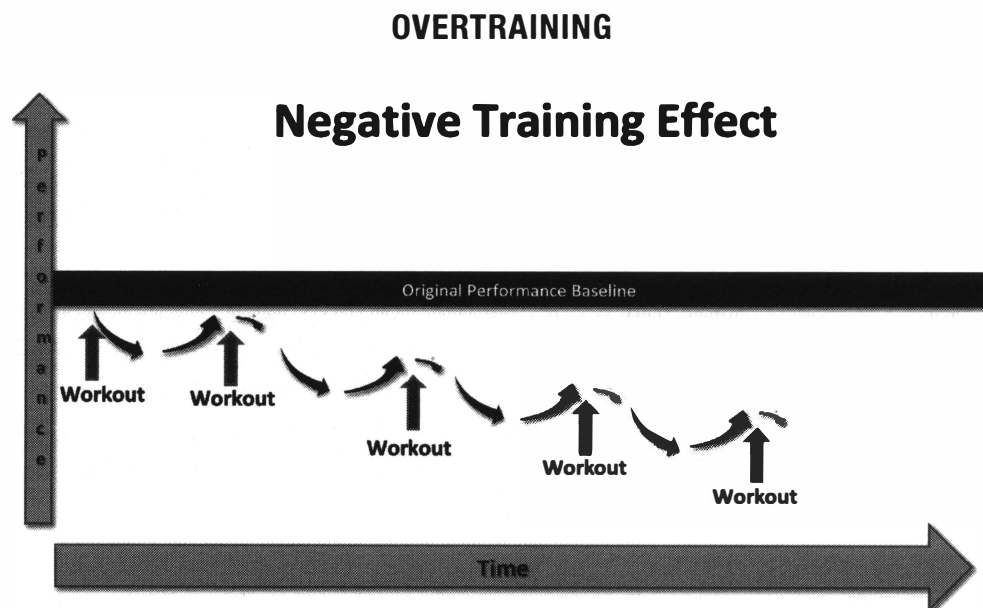 OVERTRAINING
Negative Training Effect
Performance
Original Performance Baseline
Workout
Workout
Workout
Workout
Workout
Time